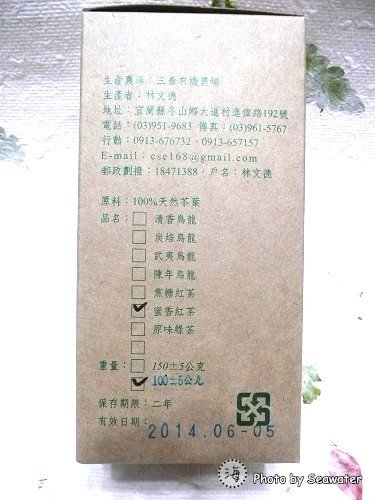 生產農場：三泰有機農場
生產者：林文德
地址：宜蘭縣冬山鄉大進村進偉路192號
電話：(03)951-9683 傳真：(03)961-5767
行動：0913-676732．0913-657157
E-mail：cse168@gmail.com
郵政劃撥：18471388．戶名：林文德
原料：100%天然茶葉
品名：□清香烏龍
□炭焙烏龍
□武夷烏龍
□陳年烏龍
□焦糖紅茶
☑蜜香紅茶
□原味綠茶
□
重量：□150±5公克
☑100±5公克
保存期限：二年
有效日期：2014.06-05
海 Photo by Seawater